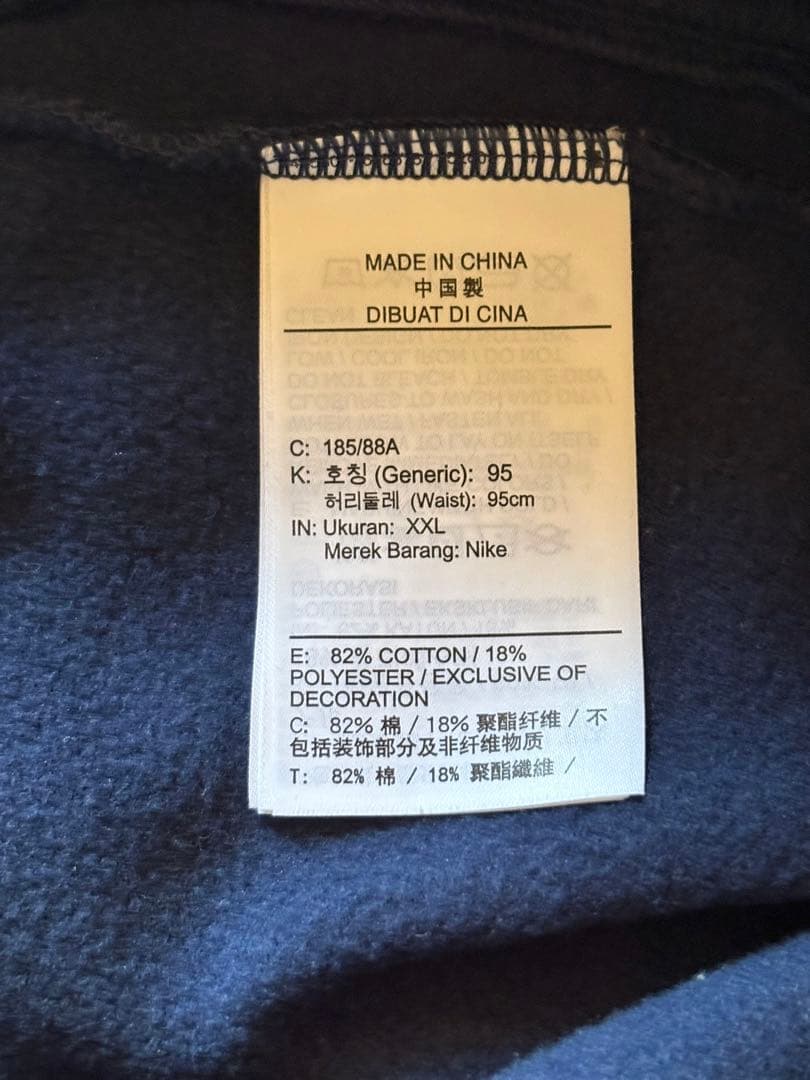 MADE IN CHINA
中国製
DIBUAT DI CINA
C: 185/88A
K: 호칭 (Generic): 95
허리둘레 (Waist): 95cm
IN: Ukuran: XXL
Merek Barang: Nike
E: 82% COTTON / 18%
POLYESTER / EXCLUSIVE OF
DECORATION
C: 82% 棉 / 18% 聚酯纤维 / 不
包括装饰部分及非纤维物质
T: 82% 棉 / 18% 聚酯纖維 /